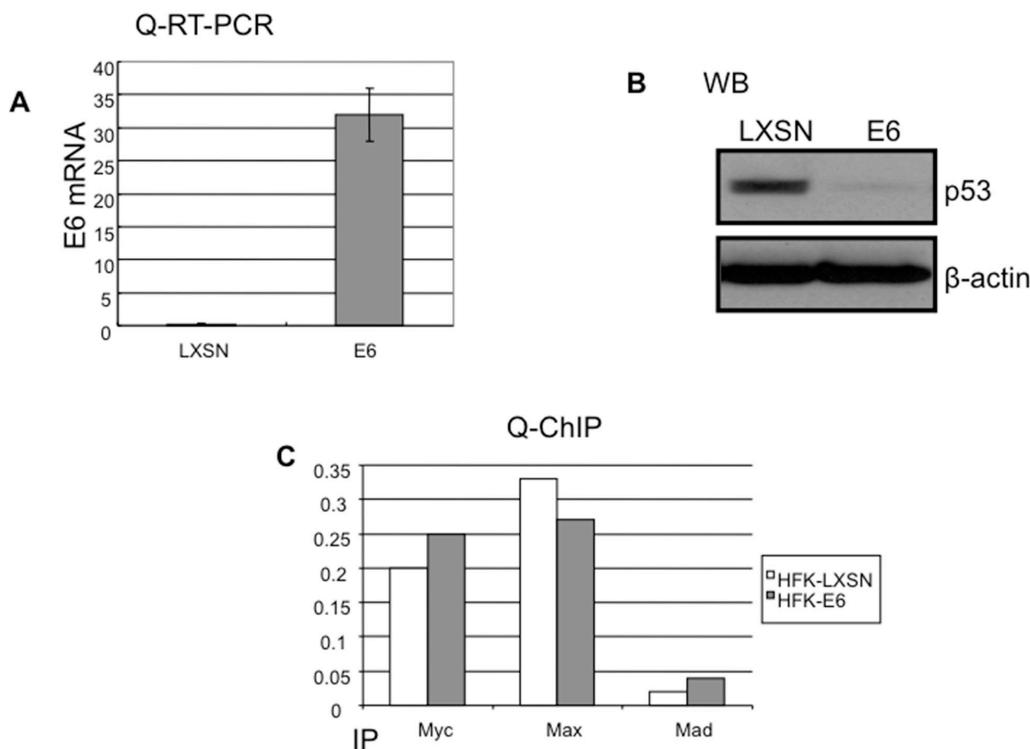 Q-RT-PCR
A
E6 mRNA
40
35
30
25
20
15
10
5
0
LXSN
E6
B WB
LXSN E6
p53
β-actin
Q-ChIP
C
0.35
0.3
0.25
0.2
0.15
0.1
0.05
0
IP
Myc
Max
Mad
HFK-LXSN
HFK-E6